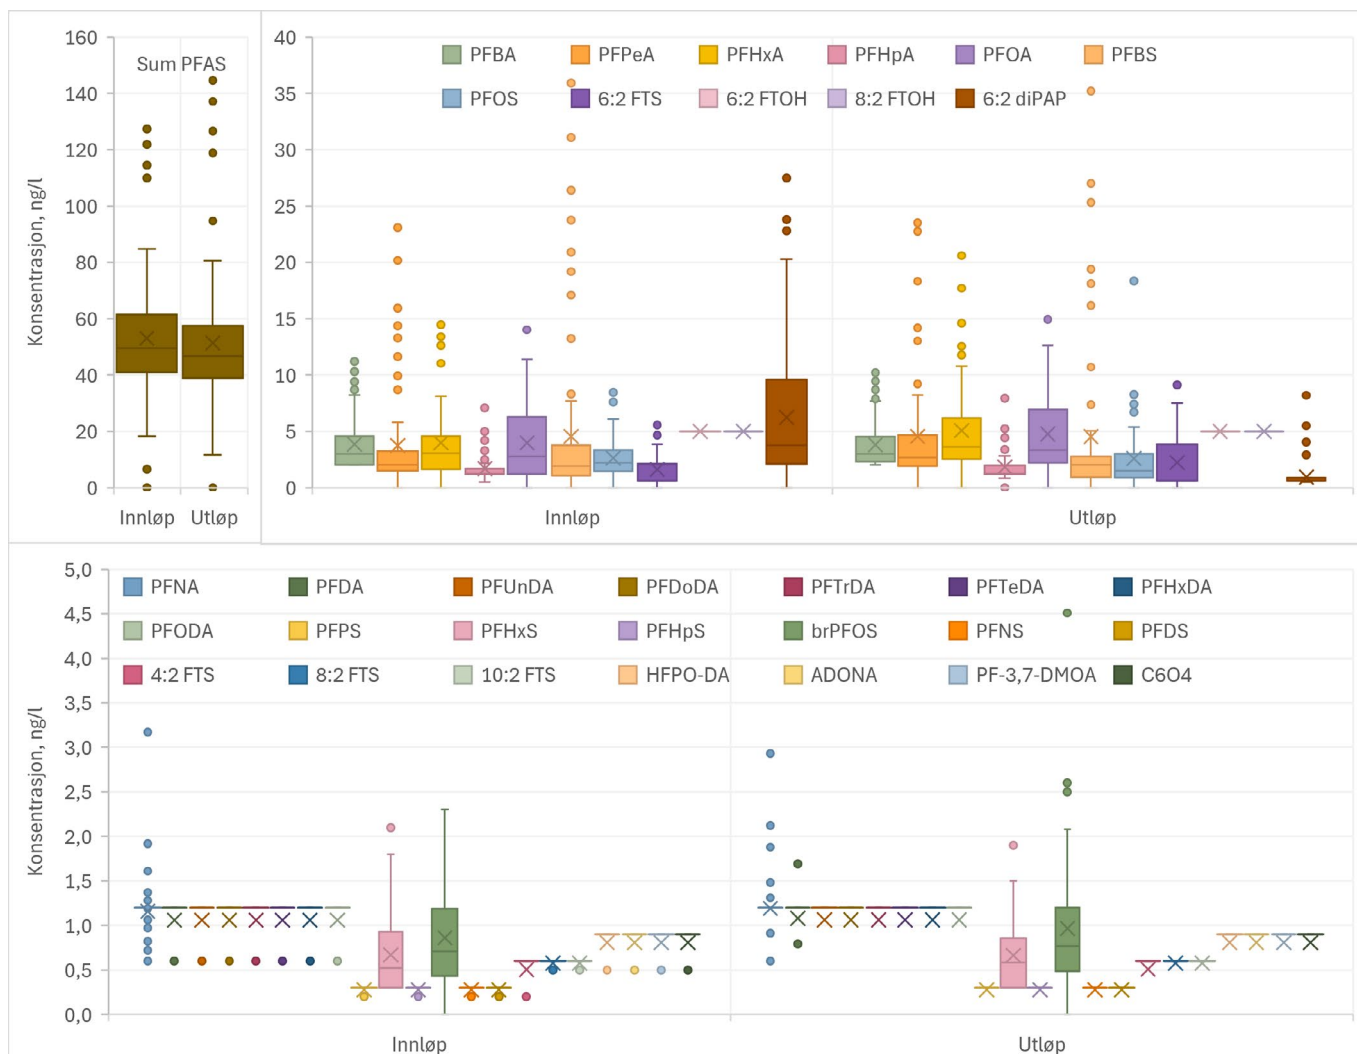 Konsentrasjon, ng/l
160
140
120
100
80
60
40
20
0
Sum PFAS
Innløp Utløp
40
35
30
25
20
15
10
5
0
PFBA PFPeA PFHxA PFHpA PFOA PFBS
PFOS 6:2 FTS 6:2 FTOH 8:2 FTOH 6:2 diPAP
Innløp Utløp
Konsentrasjon, ng/l
5,0
4,5
4,0
3,5
3,0
2,5
2,0
1,5
1,0
0,5
0,0
PFNA PFDA PFUnDA PFDoDA PFTrDA PFTeDA PFHxDA
PFODA PFPS PFHxS PFHpS brPFOS PFNS PFDS
4:2 FTS 8:2 FTS 10:2 FTS HFPO-DA ADONA PF-3,7-DMOA C6O4
Innløp Utløp